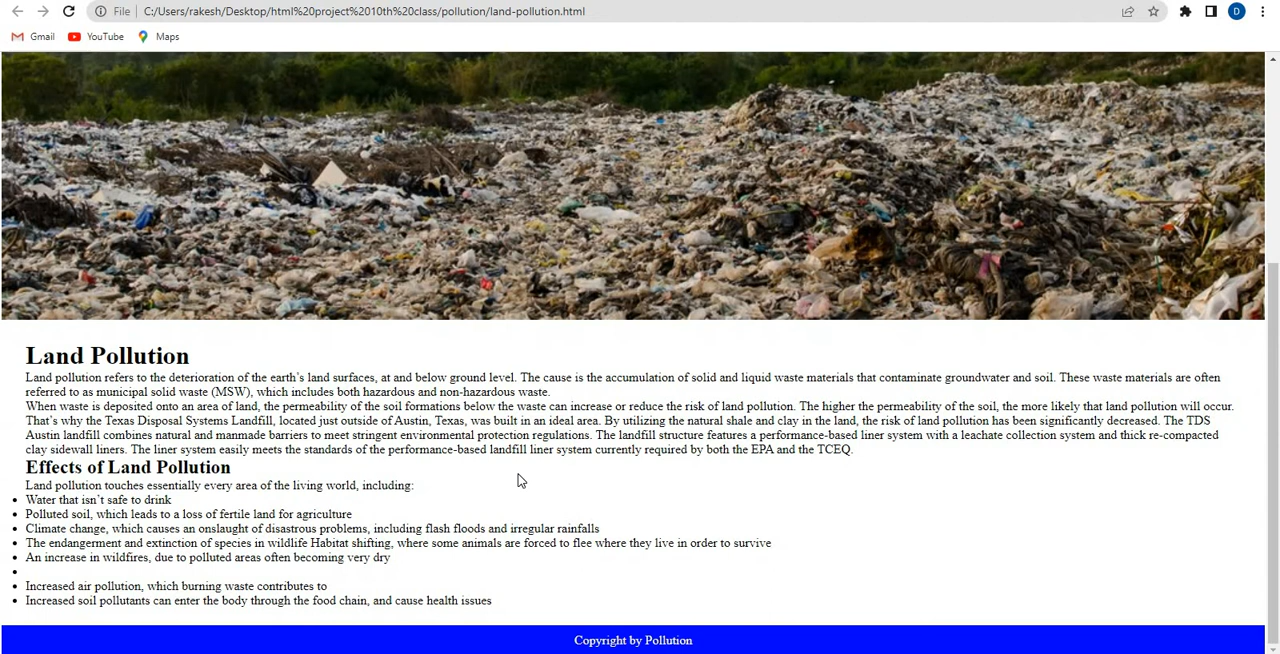 File
C:/Users/rakesh/Desktop/html%20project%2010th%20class/pollution/land-pollution.html
D
Gmail
YouTube
Maps
Land Pollution
Land pollution refers to the deterioration of the earth’s land surfaces, at and below ground level. The cause is the accumulation of solid and liquid waste materials that contaminate groundwater and soil. These waste materials are often
referred to as municipal solid waste (MSW), which includes both hazardous and non-hazardous waste.
When waste is deposited onto an area of land, the permeability of the soil formations below the waste can increase or reduce the risk of land pollution. The higher the permeability of the soil, the more likely that land pollution will occur.
That’s why the Texas Disposal Systems Landfill, located just outside of Austin, Texas, was built in an ideal area. By utilizing the natural shale and clay in the land, the risk of land pollution has been significantly decreased. The TDS
Austin landfill combines natural and manmade barriers to meet stringent environmental protection regulations. The landfill structure features a performance-based liner system with a leachate collection system and thick re-compacted
clay sidewall liners. The liner system easily meets the standards of the performance-based landfill liner system currently required by both the EPA and the TCEQ.
Effects of Land Pollution
Land pollution touches essentially every area of the living world, including:
• Water that isn’t safe to drink
• Polluted soil, which leads to a loss of fertile land for agriculture
• Climate change, which causes an onslaught of disastrous problems, including flash floods and irregular rainfalls
• The endangerment and extinction of species in wildlife Habitat shifting, where some animals are forced to flee where they live in order to survive
• An increase in wildfires, due to polluted areas often becoming very dry
•
• Increased air pollution, which burning waste contributes to
• Increased soil pollutants can enter the body through the food chain, and cause health issues
Copyright by Pollution